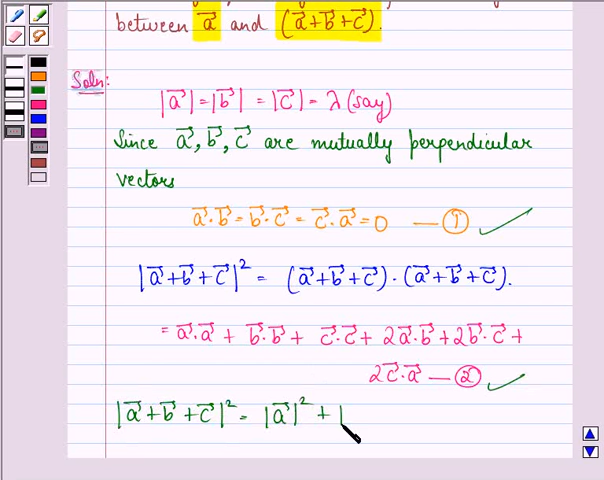 between a⃗ and (a⃗+b⃗+c⃗).
Soln:
|a⃗|=|b⃗|=|c⃗|=λ(say)
Since a⃗, b⃗, c⃗ are mutually perpendicular
vectors
a⃗.b⃗=b⃗.c⃗=c⃗.a⃗=0 —①
|a⃗+b⃗+c⃗|² = (a⃗+b⃗+c⃗)·(a⃗+b⃗+c⃗).
=a⃗.a⃗+ b⃗.b⃗+ c⃗.c⃗+ 2a⃗.b⃗+2b⃗.c⃗+
2c⃗.a⃗ —②
|a⃗+b⃗+c⃗|² = |a⃗|² + |